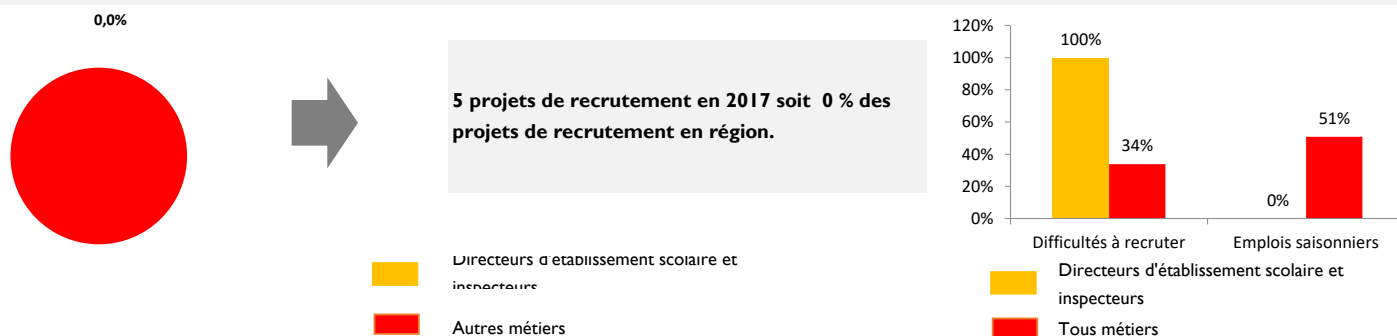 0,0%
5 projets de recrutement en 2017 soit 0 % des
projets de recrutement en région.
Directeurs d'établissement scolaire et
inspecteurs
Autres métiers
120%
100%
80%
60%
40%
20%
0%
100%
34%
0%
51%
Difficultés à recruter
Emplois saisonniers
Directeurs d'établissement scolaire et
inspecteurs
Tous métiers